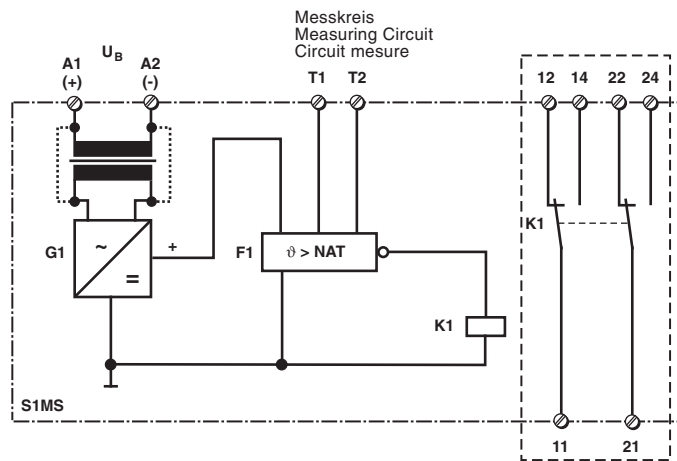 Messkreis
Measuring Circuit
Circuit mesure
U_B
A1 A2
(+) (-)
T1 T2
12 14 22 24
K1
G1
~
=
+
F1
ϑ > NAT
K1
S1MS
11 21